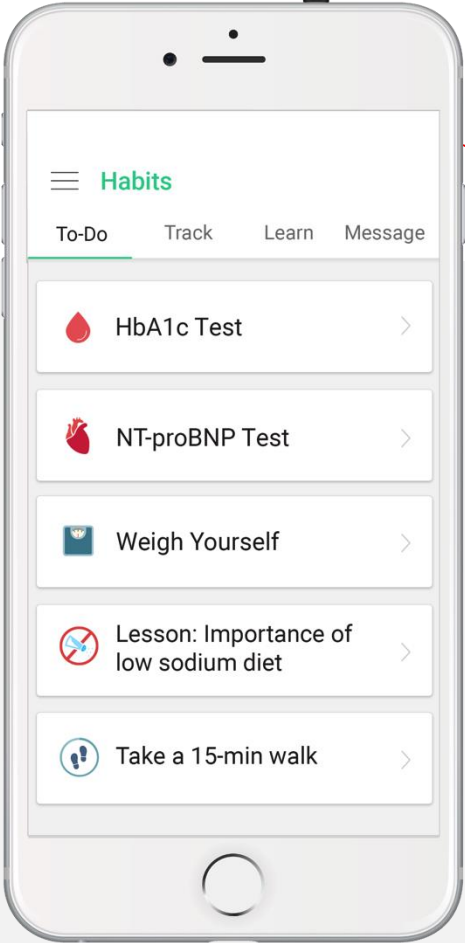 Habits
To-Do Track Learn Message
HbA1c Test
NT-proBNP Test
Weigh Yourself
Lesson: Importance of
low sodium diet
Take a 15-min walk